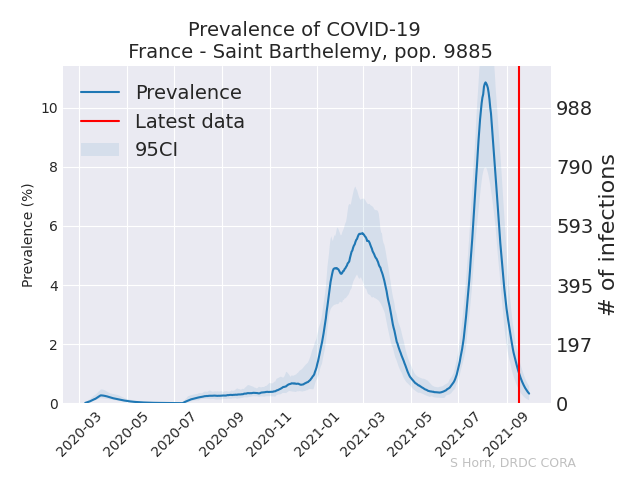 Prevalence of COVID-19
France - Saint Barthelemy, pop. 9885
Prevalence
Latest data
95CI
Prevalence (%)
10
8
6
4
2
0
988
790
593
395
197
0
# of infections
2020-03
2020-05
2020-07
2020-09
2020-11
2021-01
2021-03
2021-05
2021-07
2021-09
S Horn, DRDC CORA